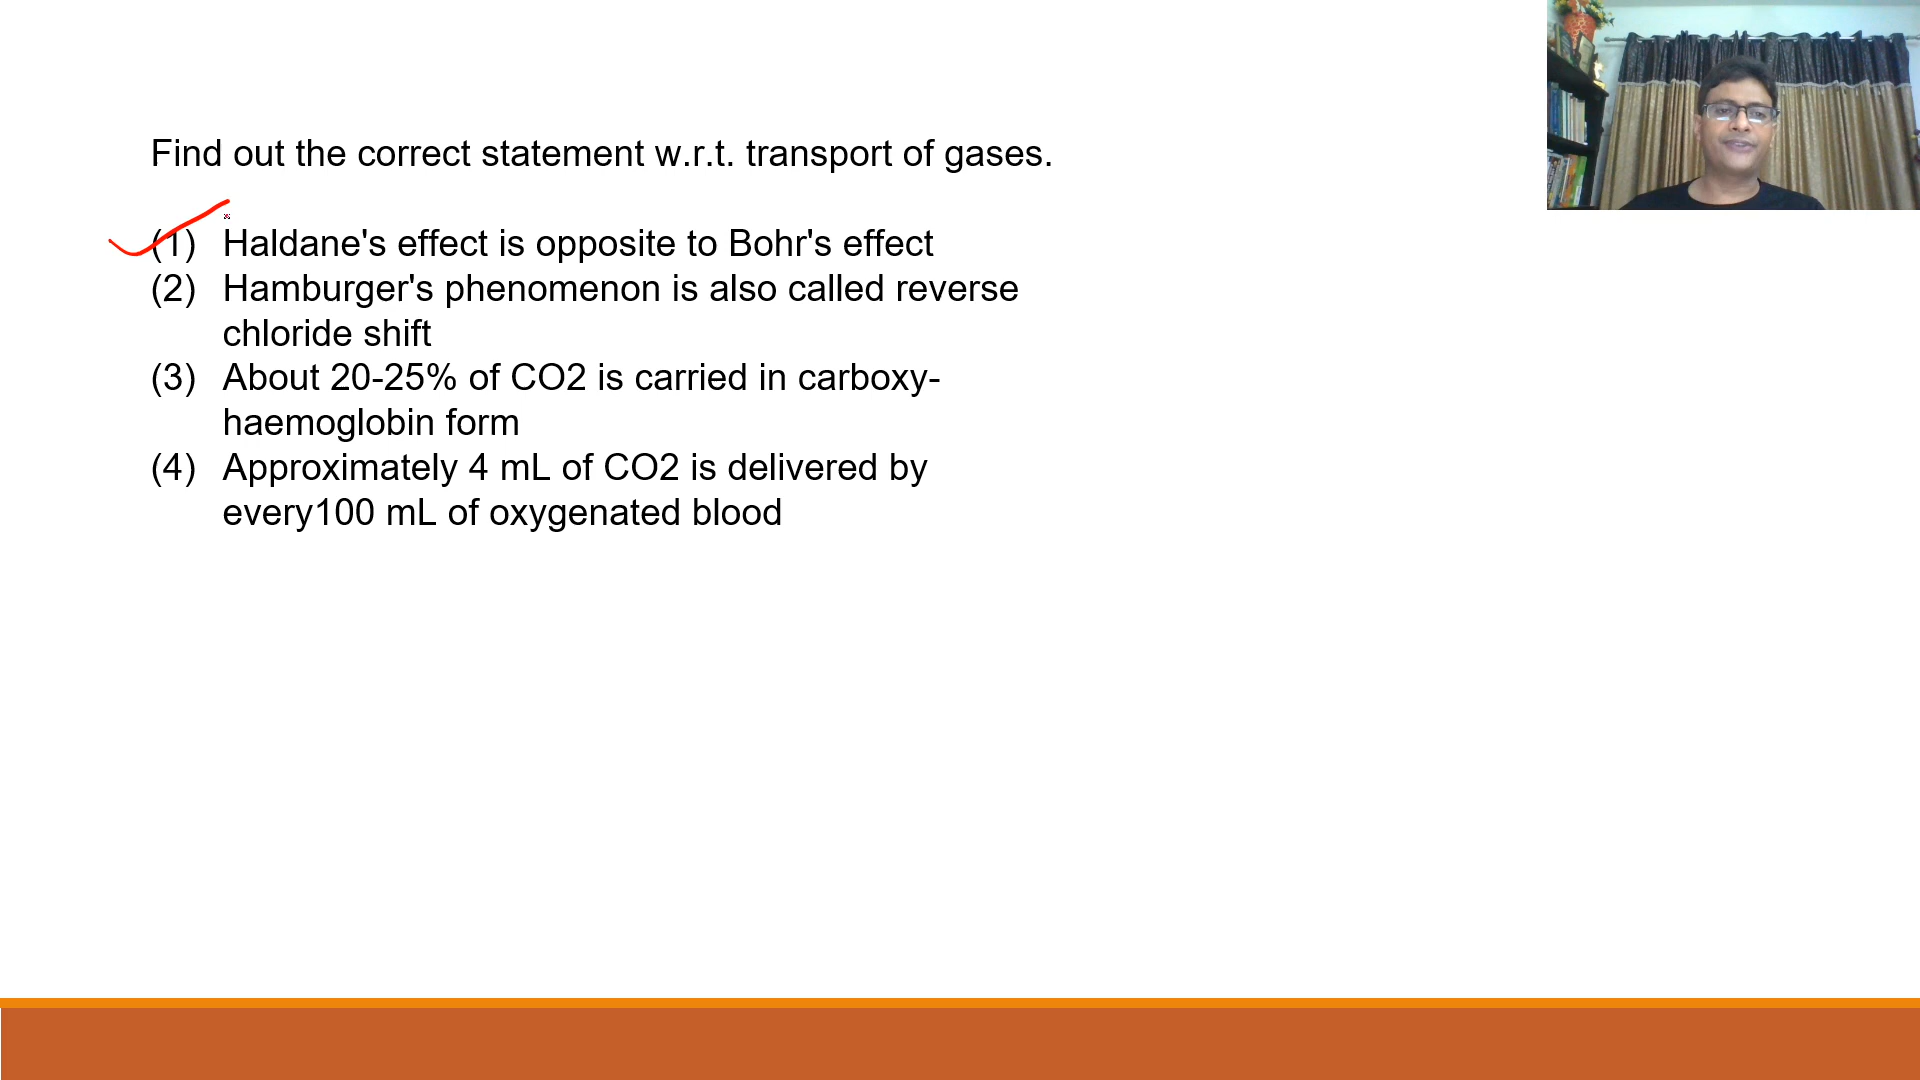 Find out the correct statement w.r.t. transport of gases.
(1) Haldane's effect is opposite to Bohr's effect
(2) Hamburger's phenomenon is also called reverse
chloride shift
(3) About 20-25% of CO2 is carried in carboxy-
haemoglobin form
(4) Approximately 4 mL of CO2 is delivered by
every100 mL of oxygenated blood